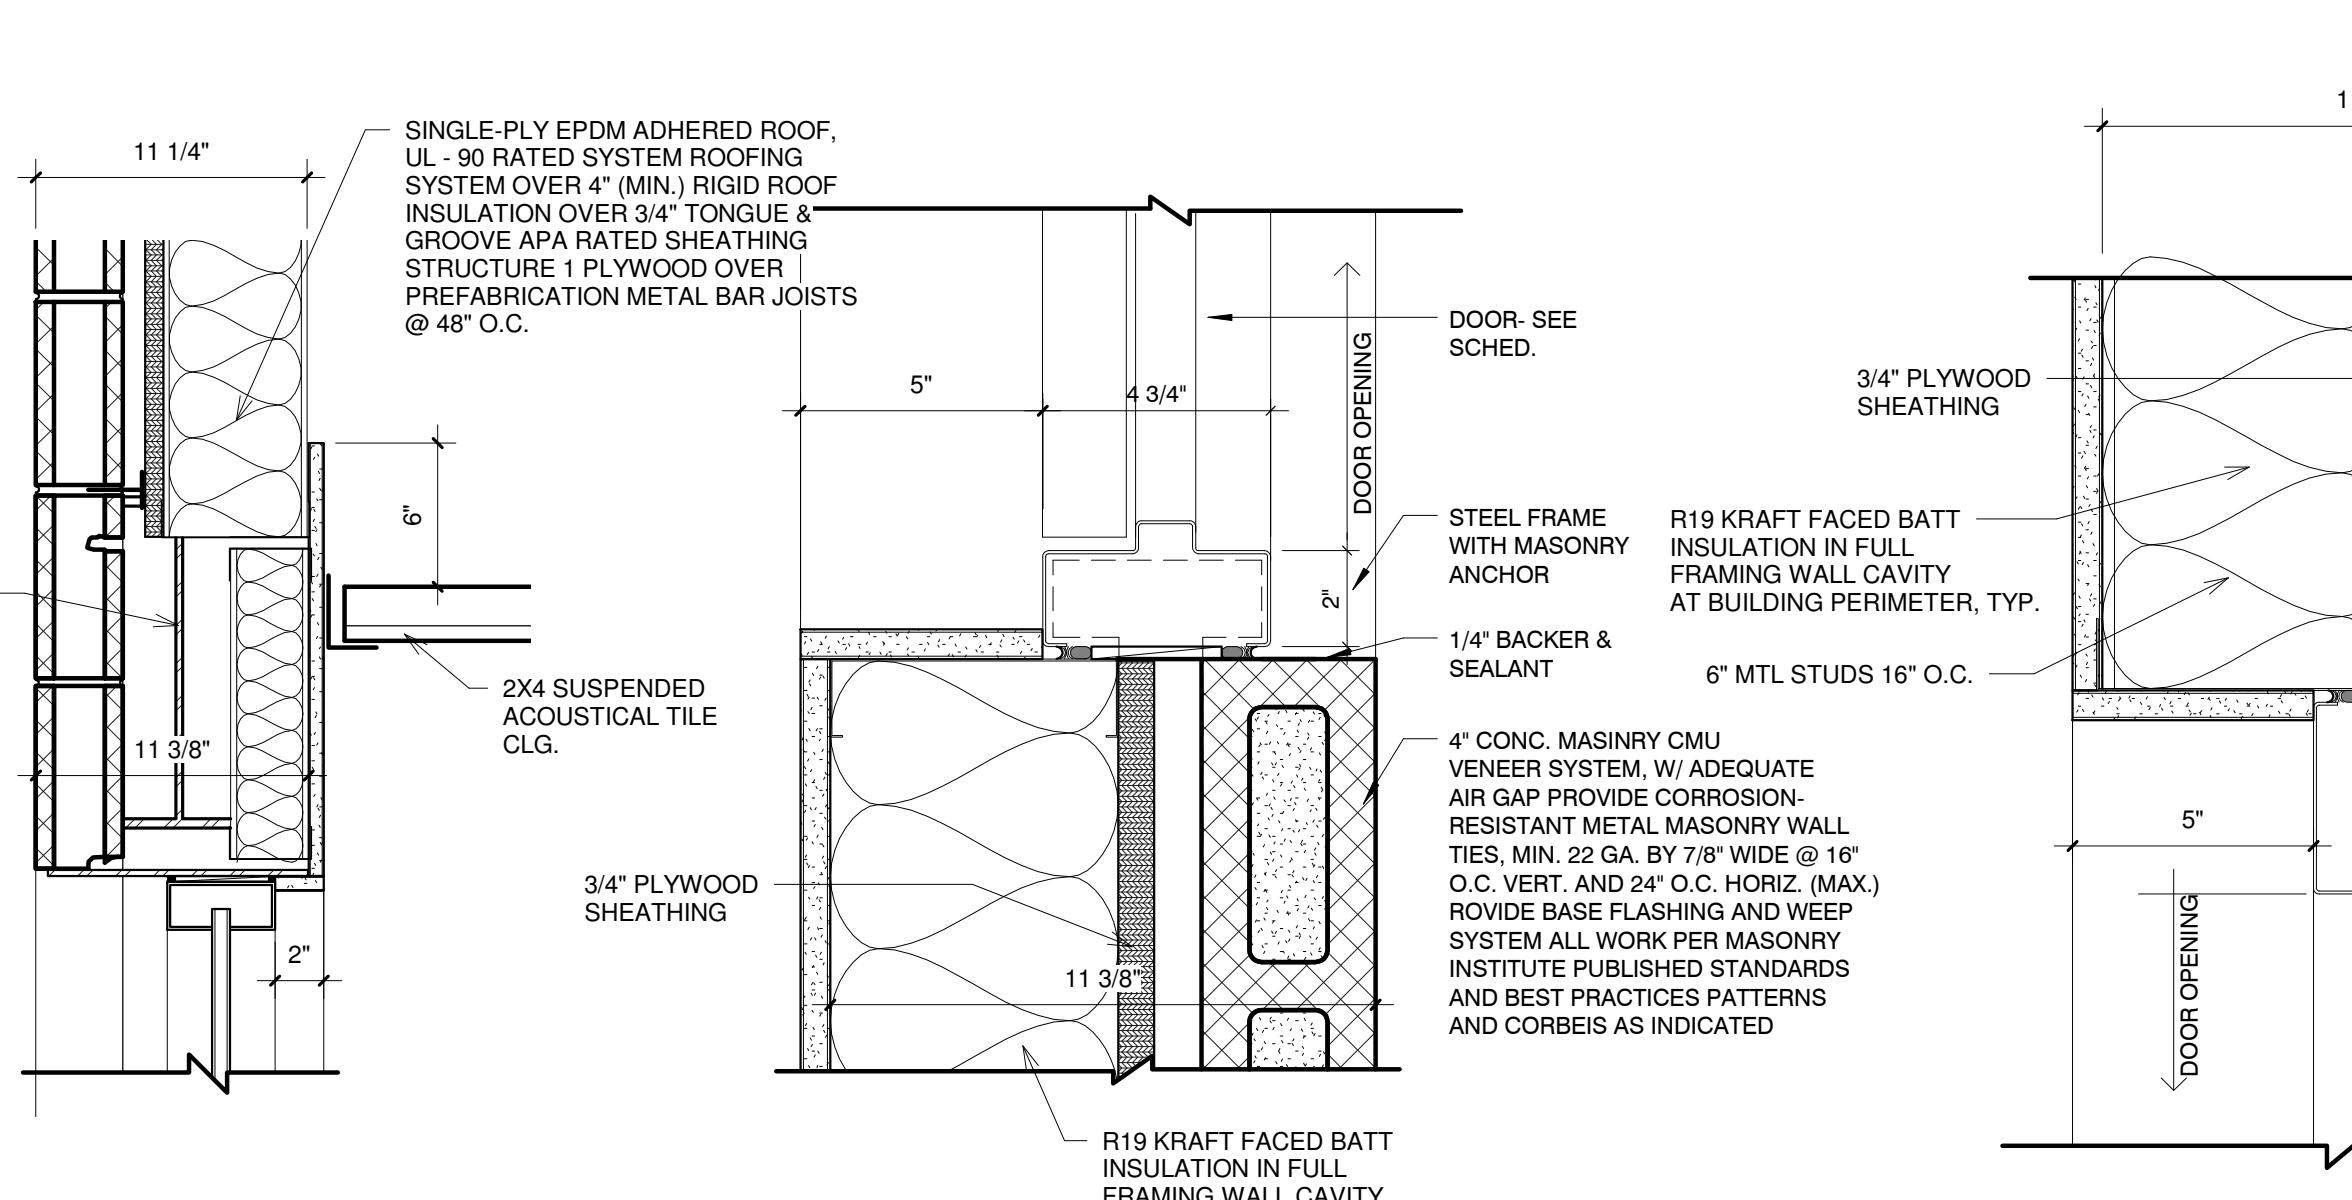 11 1/4"
SINGLE-PLY EPDM ADHERED ROOF,
UL - 90 RATED SYSTEM ROOFING
SYSTEM OVER 4" (MIN.) RIGID ROOF
INSULATION OVER 3/4" TONGUE &
GROOVE APA RATED SHEATHING
STRUCTURE 1 PLYWOOD OVER
PREFABRICATION METAL BAR JOISTS
@ 48" O.C.
6"
2X4 SUSPENDED
ACOUSTICAL TILE
CLG.
11 3/8"
2"
5"
4 3/4"
DOOR OPENING
2"
DOOR- SEE
SCHED.
STEEL FRAME
WITH MASONRY
ANCHOR
1/4" BACKER &
SEALANT
4" CONC. MASINRY CMU
VENEER SYSTEM, W/ ADEQUATE
AIR GAP PROVIDE CORROSION-
RESISTANT METAL MASONRY WALL
TIES, MIN. 22 GA. BY 7/8" WIDE @ 16"
O.C. VERT. AND 24" O.C. HORIZ. (MAX.)
ROVIDE BASE FLASHING AND WEEP
SYSTEM ALL WORK PER MASONRY
INSTITUTE PUBLISHED STANDARDS
AND BEST PRACTICES PATTERNS
AND CORBEIS AS INDICATED
3/4" PLYWOOD
SHEATHING
11 3/8"
R19 KRAFT FACED BATT
INSULATION IN FULL
FRAMING WALL CAVITY
1
3/4" PLYWOOD
SHEATHING
R19 KRAFT FACED BATT
INSULATION IN FULL
FRAMING WALL CAVITY
AT BUILDING PERIMETER, TYP.
6" MTL STUDS 16" O.C.
5"
DOOR OPENING